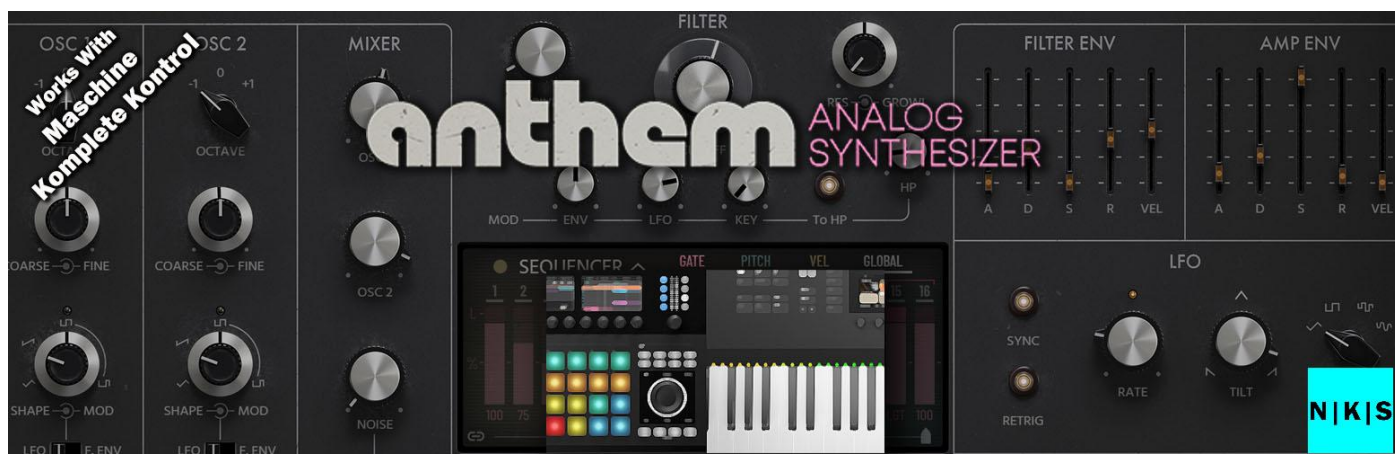 Works With
Maschine
Komplete Kontrol
anthem
ANALOG
SYNTHESIZER
OSC 1
-1
OCTAVE
COARSE
FINE
SHAPE
MOD
LFO
F. ENV
OSC 2
-1
0
+1
OCTAVE
COARSE
FINE
SHAPE
MOD
LFO
F. ENV
MIXER
OSC 2
NOISE
FILTER
RES
GROWL
HP
MOD
ENV
LFO
KEY
To HP
SEQUENCER
GATE
PITCH
VEL
GLOBAL
1
2
15
16
100
75
100
FILTER ENV
A
D
S
R
VEL
AMP ENV
A
D
S
R
VEL
LFO
SYNC
RETRIG
RATE
TILT
N|K|S